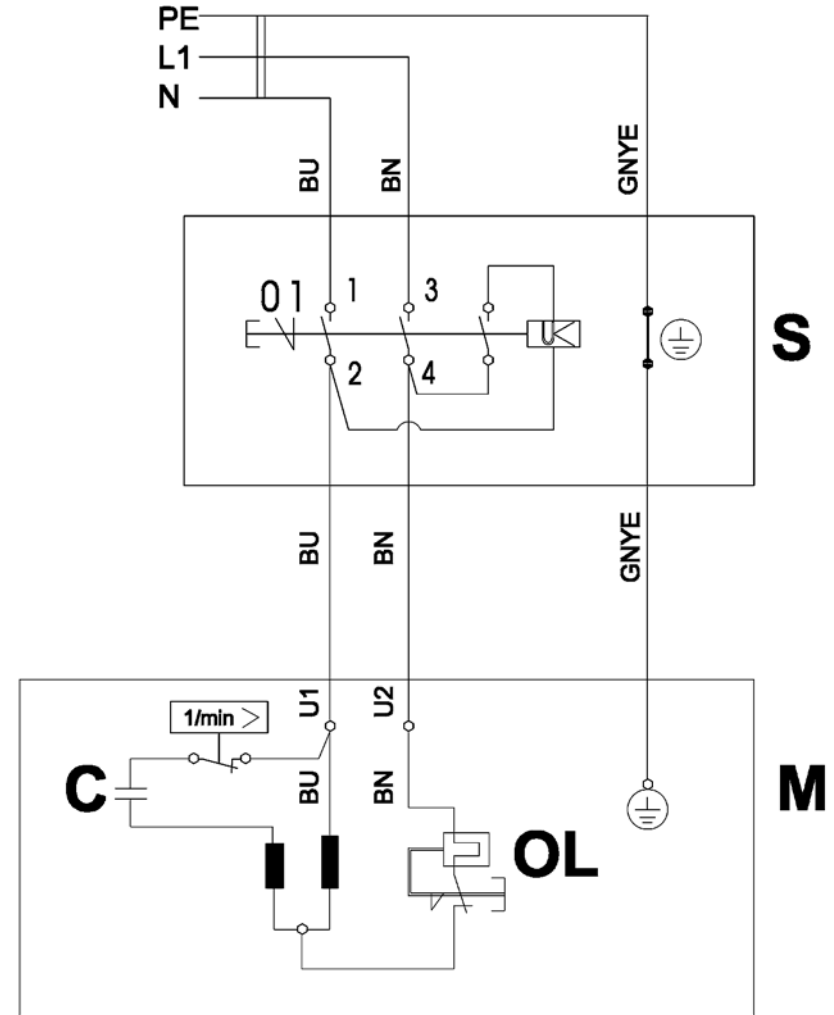 PE
L1
N
BU BN GNYE
0 1 1 3
U<
S
2 4
BU BN GNYE
U1 U2
1/min >
C BU BN M
OL